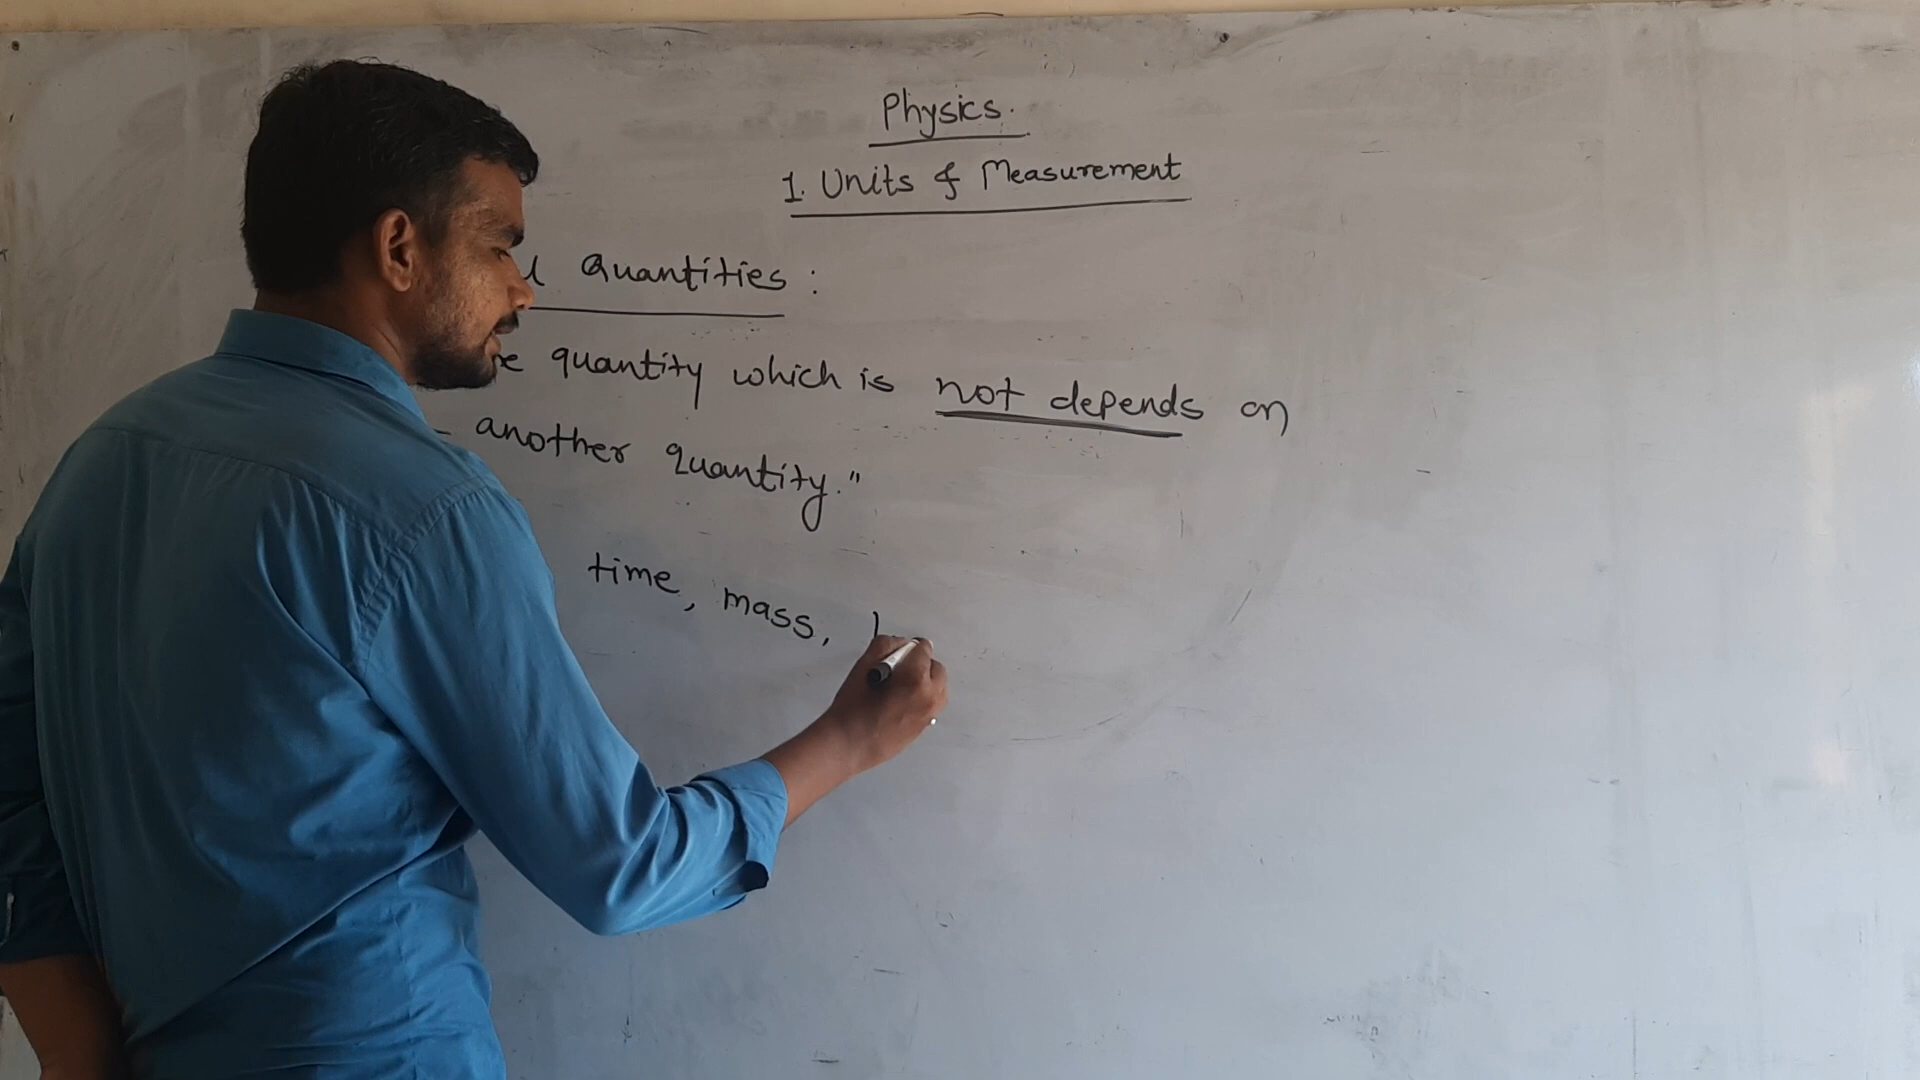 Physics.
1. Units & Measurement
Quantities :
quantity which is not depends on
another quantity."
time, mass,